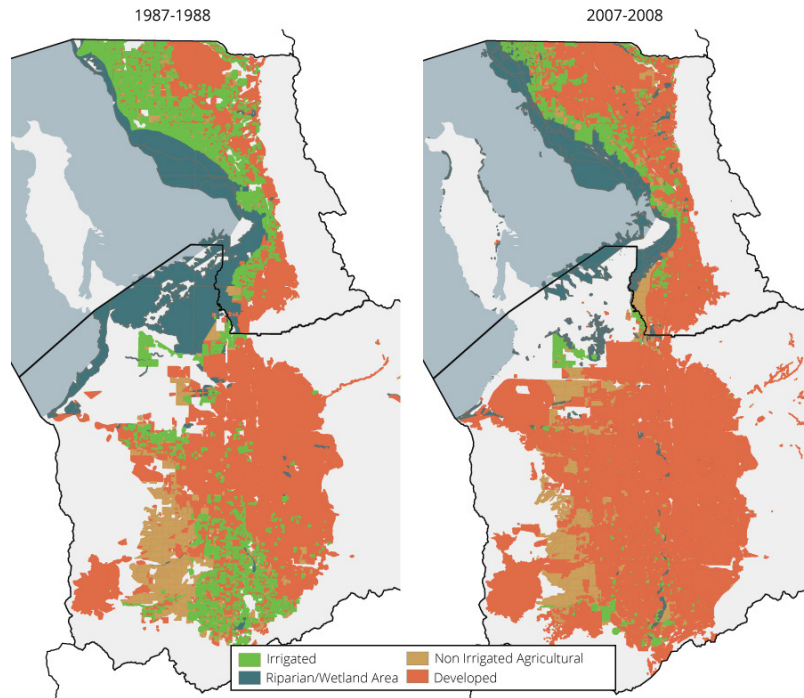 1987-1988
2007-2008
Irrigated
Non Irrigated Agricultural
Riparian/Wetland Area
Developed